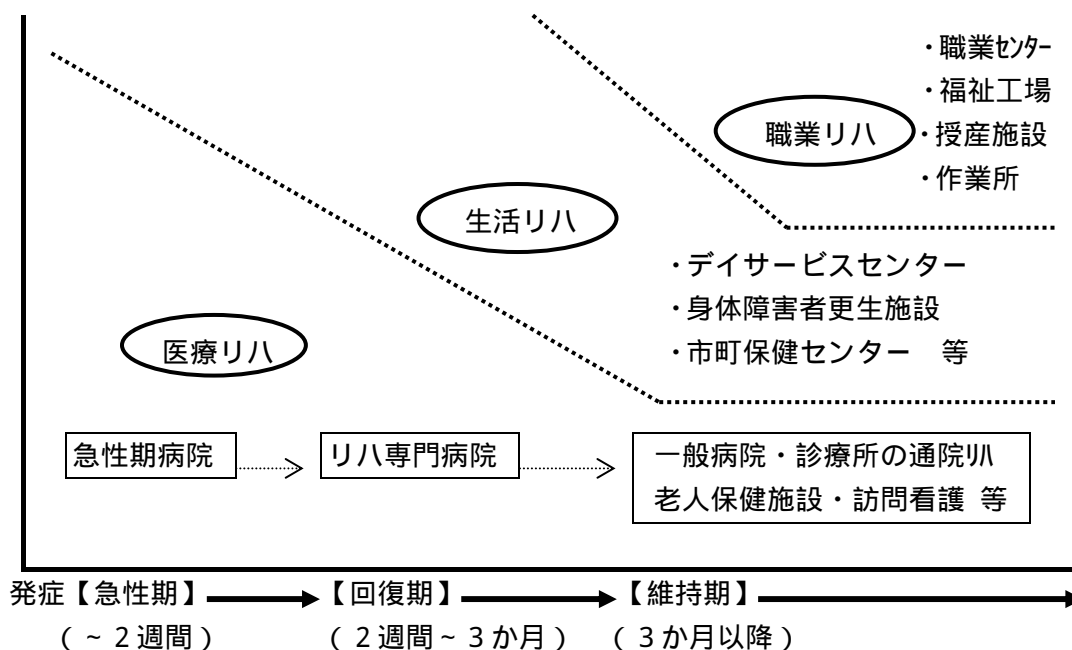 ・職業ｾﾝﾀｰ
・福祉工場
職業リハ
・授産施設
・作業所
生活リハ
・デイサービスセンター
・身体障害者更生施設
・市町保健センター　等
医療リハ
急性期病院
リハ専門病院
一般病院・診療所の通院ﾘﾊ
老人保健施設・訪問看護 等
発症【急性期】
【回復期】
【維持期】
（ ~ ２週間 ）
（ ２週間 ~ ３か月 ）
（ ３か月以降 ）